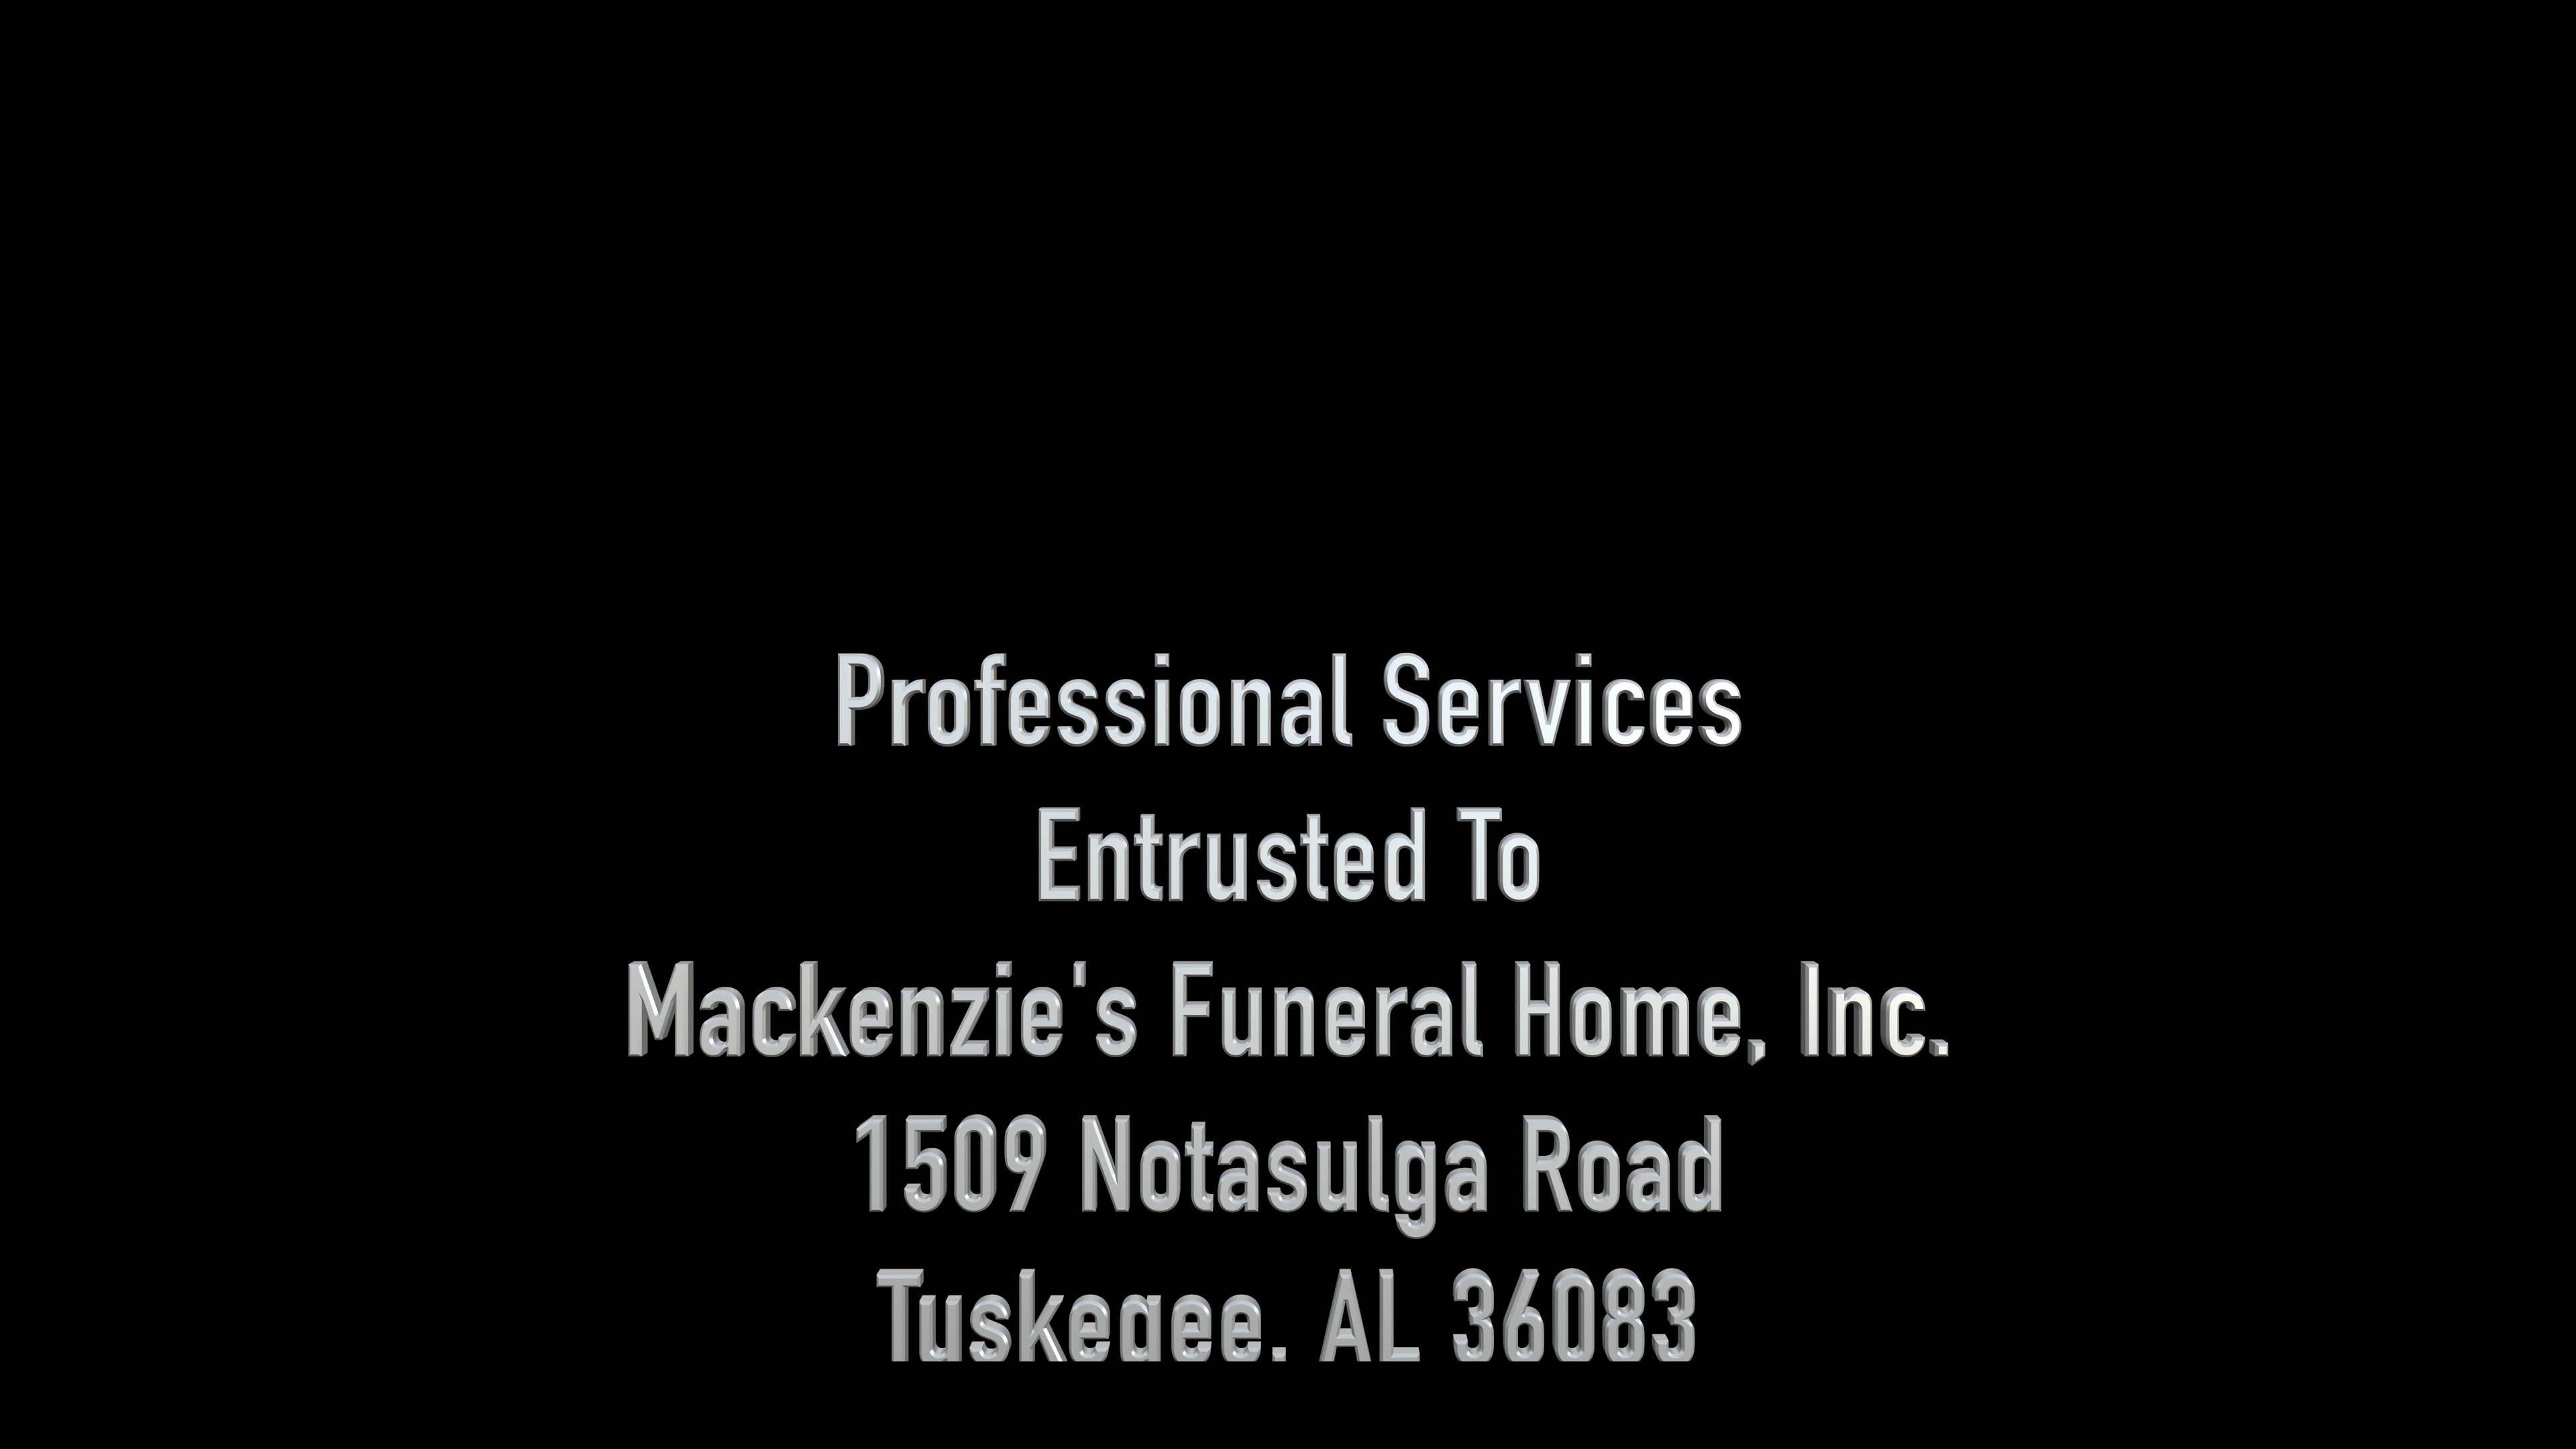 Professional Services
Entrusted To
Mackenzie's Funeral Home, Inc.
1509 Notasulga Road
Tuskegee, AL 36083